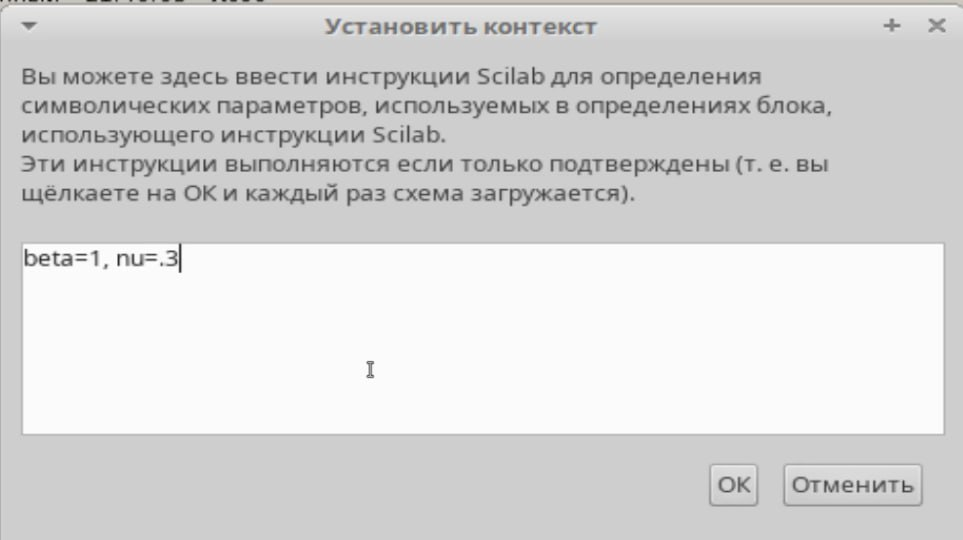 Установить контекст
Вы можете здесь ввести инструкции Scilab для определения
символических параметров, используемых в определениях блока,
использующего инструкции Scilab.
Эти инструкции выполняются если только подтверждены (т. е. вы
щёлкаете на ОК и каждый раз схема загружается).
beta=1, nu=.3
ОК Отменить